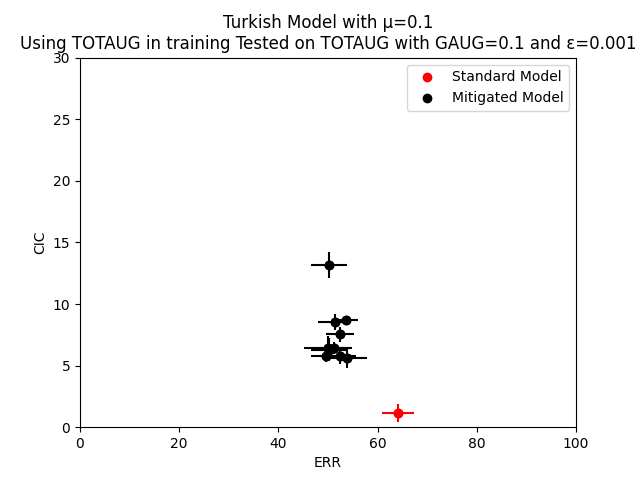 Turkish Model with μ=0.1
Using TOTAUG in training Tested on TOTAUG with GAUG=0.1 and ε=0.001
Standard Model
Mitigated Model
30
25
20
15
10
5
0
CIC
0 20 40 60 80 100
ERR